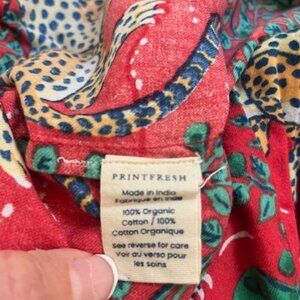 PRINTFRESH
Made in India
Fabriqué en Inde
100% Organic
Cotton / 100%
Cotton Organique
See reverse for care
Voir au verso pour
les soins